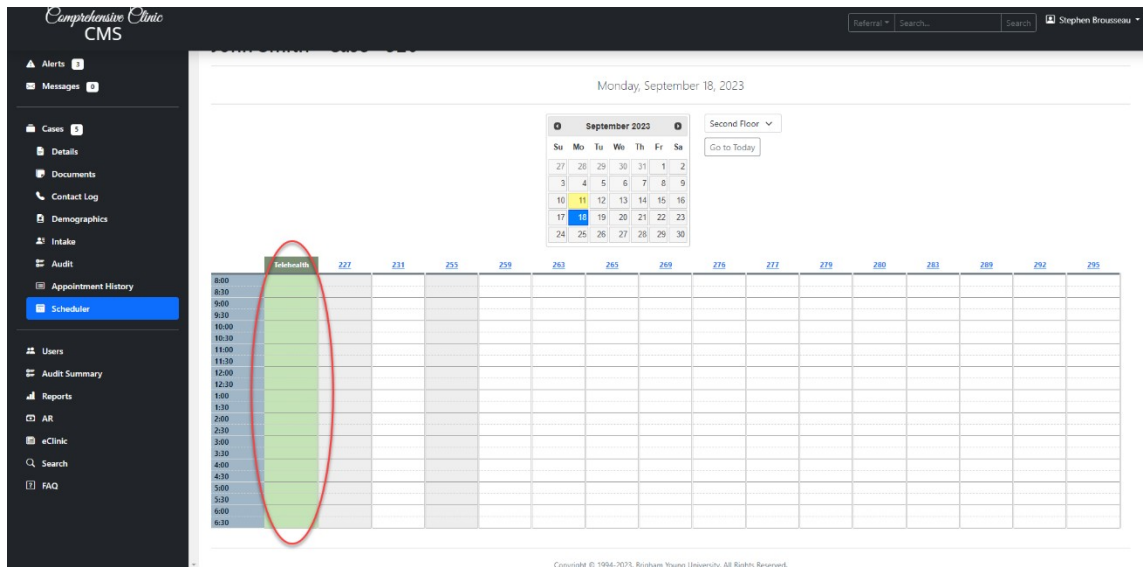 Comprehensive Clinic
CMS
Referral
Search...
Search
Stephen Brousseau
Alerts 3
Messages 0
Cases 5
Details
Documents
Contact Log
Demographics
Intake
Audit
Appointment History
Scheduler
Users
Audit Summary
Reports
AR
eClinic
Search
FAQ
Monday, September 18, 2023
September 2023
Second Floor
Go to Today
Su Mo Tu We Th Fr Sa
27 28 29 30 31 1 2
3 4 5 6 7 8 9
10 11 12 13 14 15 16
17 18 19 20 21 22 23
24 25 26 27 28 29 30
Telehealth 227 231 255 259 263 265 269 276 277 279 280 283 289 292 295
8:00
8:30
9:00
9:30
10:00
10:30
11:00
11:30
12:00
12:30
1:00
1:30
2:00
2:30
3:00
3:30
4:00
4:30
5:00
5:30
6:00
6:30
Copyright © 1994-2023, Brigham Young University. All Rights Reserved.